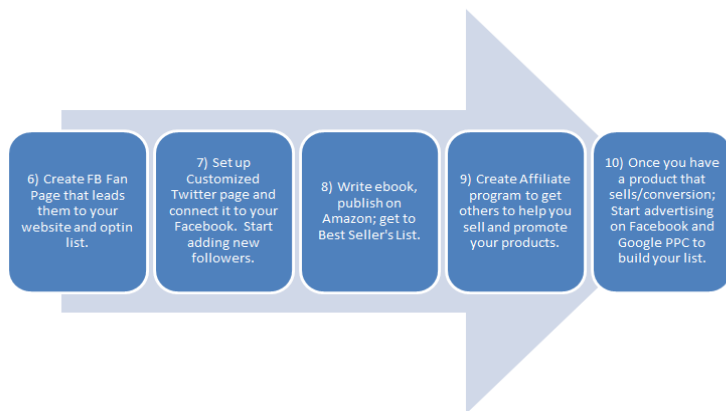 6) Create FB Fan
Page that leads
them to your
website and optin
list.
7) Set up
Customized
Twitter page and
connect it to your
Facebook. Start
adding new
followers.
8) Write ebook,
publish on
Amazon; get to
Best Seller's List.
9) Create Affiliate
program to get
others to help you
sell and promote
your products.
10) Once you have
a product that
sells/conversion;
Start advertising
on Facebook and
Google PPC to
build your list.